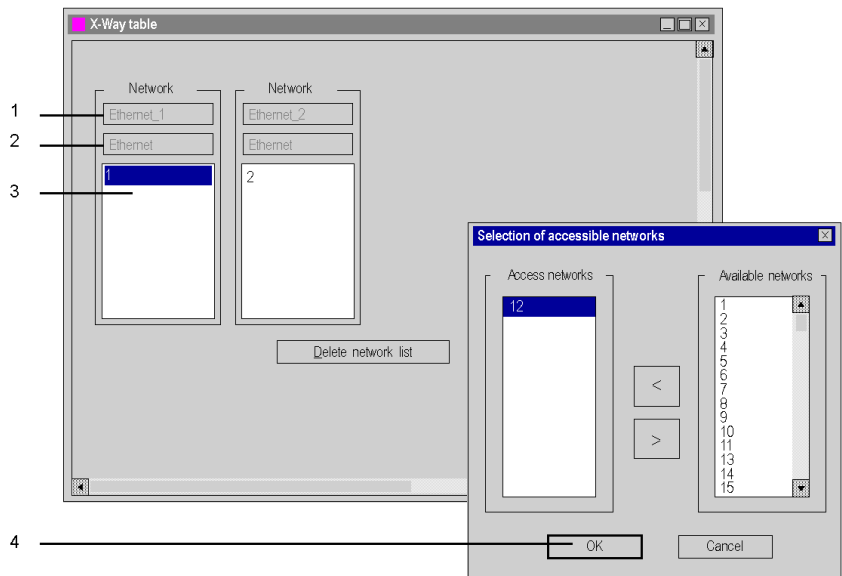 X-Way table
Network
Network
1
Ethernet_1
Ethernet_2
2
Ethernet
Ethernet
3
1
2
Delete network list
Selection of accessible networks
Access networks
Available networks
12
1
2
3
4
5
6
7
8
9
10
11
13
14
15
<
>
4
OK
Cancel